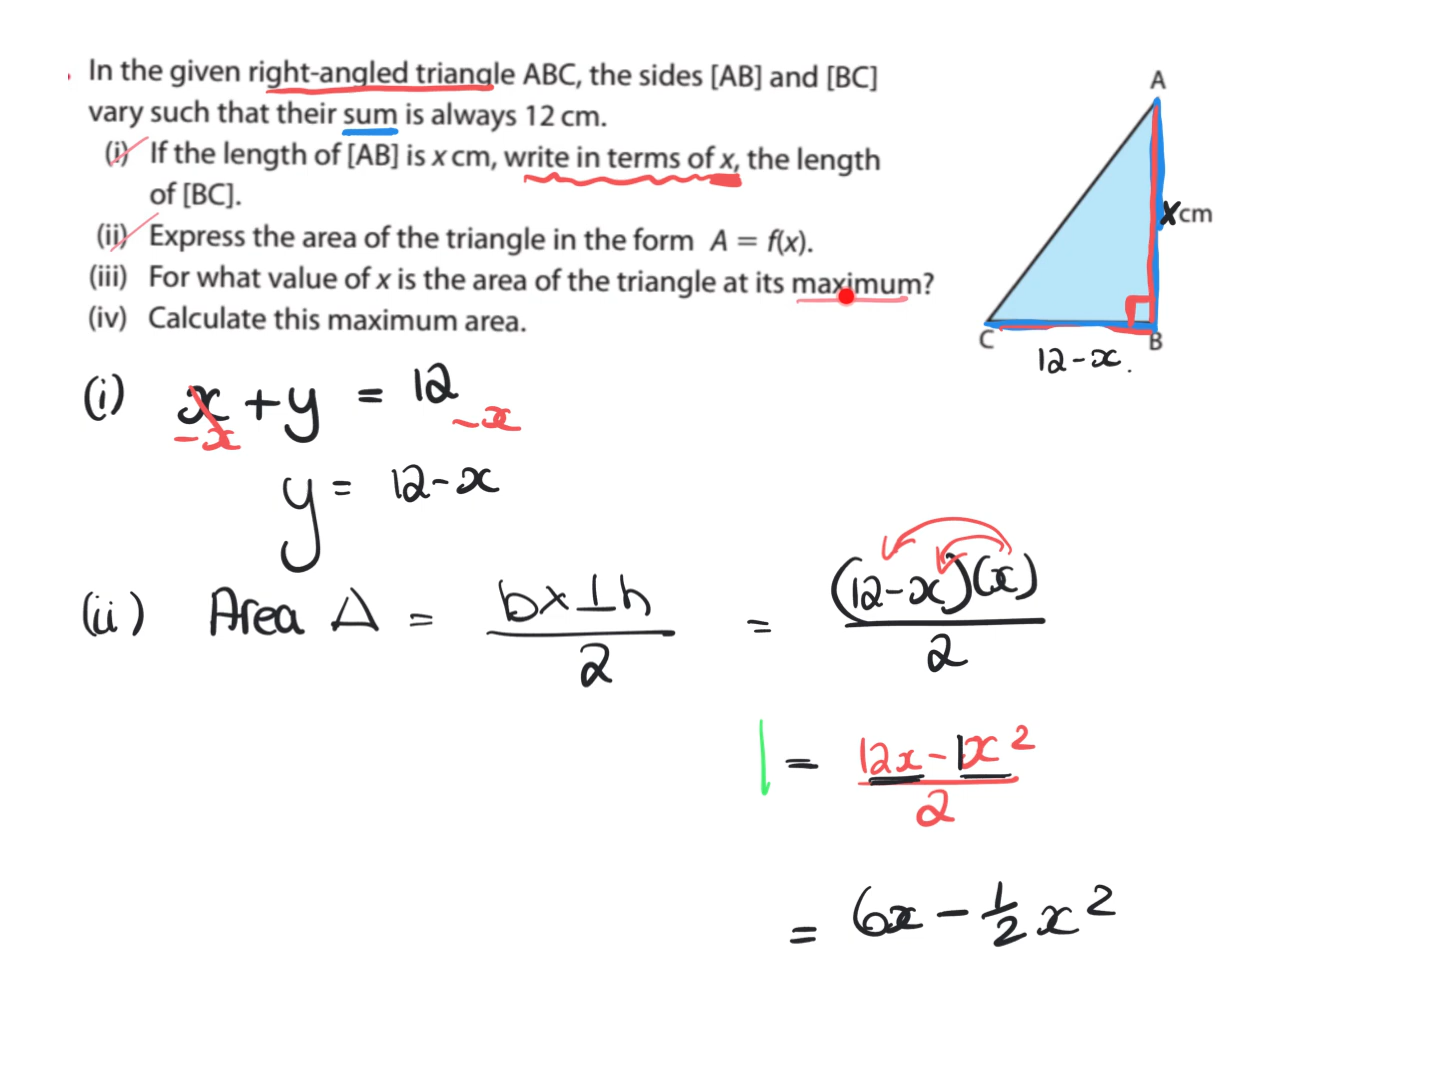 In the given right-angled triangle ABC, the sides [AB] and [BC]
vary such that their sum is always 12 cm.
(i) If the length of [AB] is x cm, write in terms of x, the length
of [BC].
(ii) Express the area of the triangle in the form A = f(x).
(iii) For what value of x is the area of the triangle at its maximum?
(iv) Calculate this maximum area.
A
x cm
C
B
12 - x.
(i) x + y = 12
- x - x
y = 12 - x
(ii) Area Δ = b x ⊥ h / 2 = (12 - x)(x) / 2
= 12x - 1x² / 2
= 6x - 1/2 x²